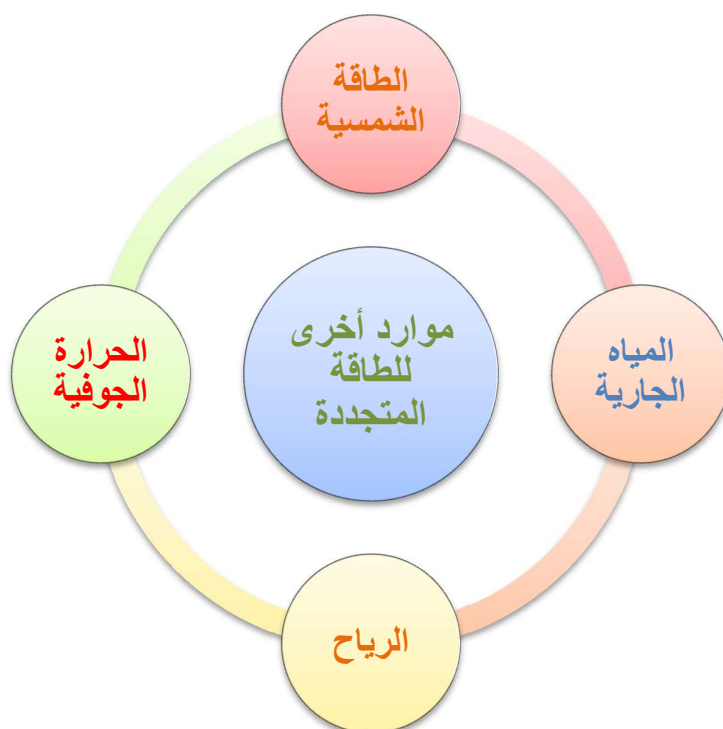 الطاقة
الشمسية
المياه
الجارية
الرياح
الحرارة
الجوفية
موارد أخرى
للطاقة
المتجددة